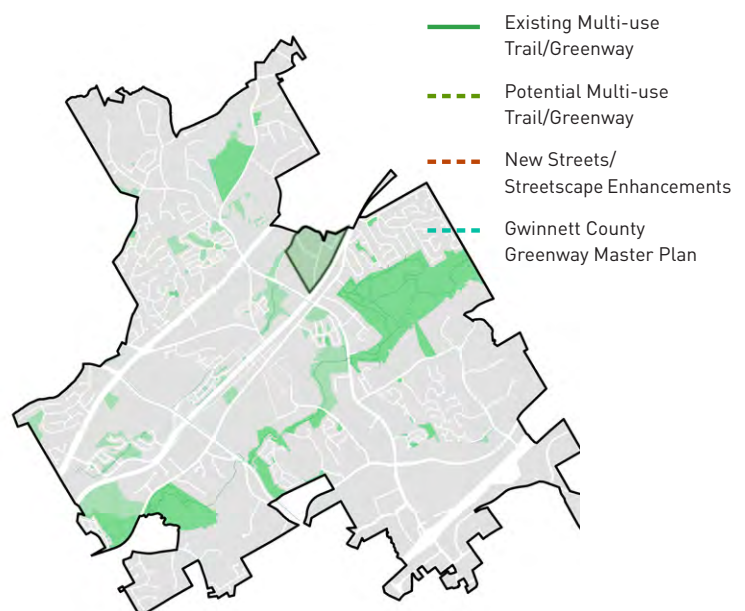 Existing Multi-use
Trail/Greenway
Potential Multi-use
Trail/Greenway
New Streets/
Streetscape Enhancements
Gwinnett County
Greenway Master Plan